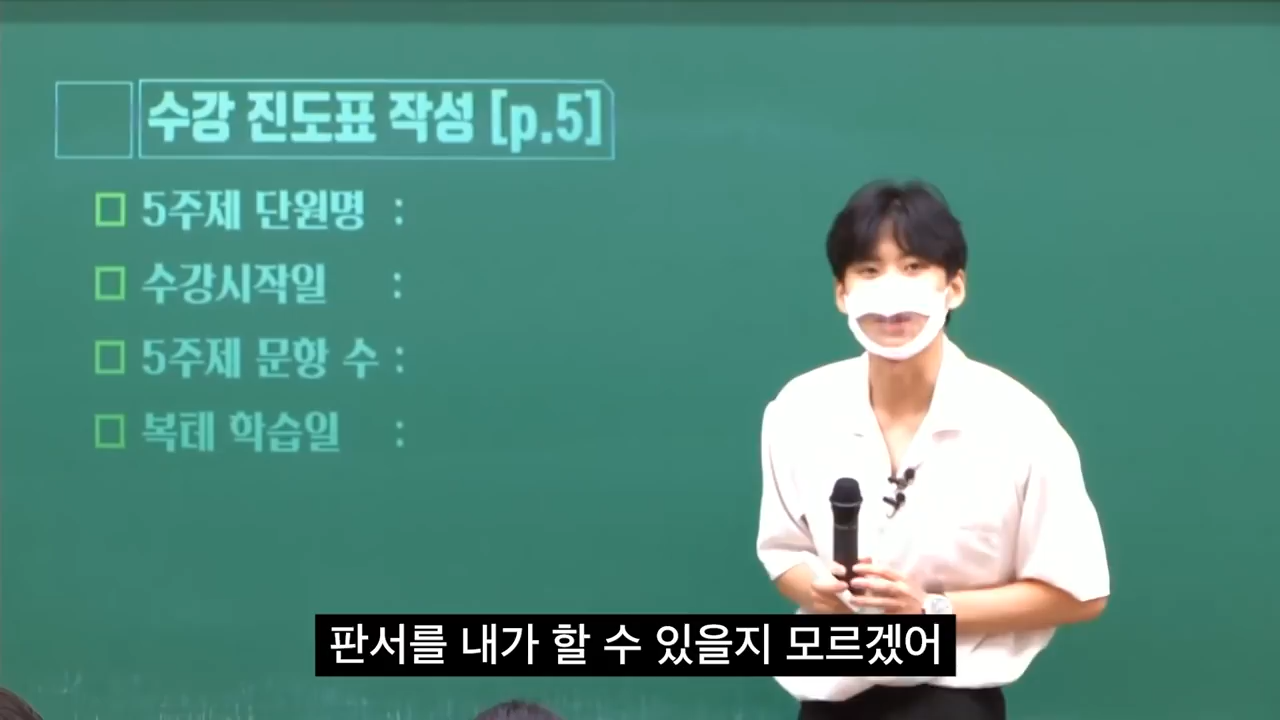 수강 진도표 작성 [p.5]
5주제 단원명 :
수강시작일 :
5주제 문항 수 :
복테 학습일 :
판서를 내가 할 수 있을지 모르겠어